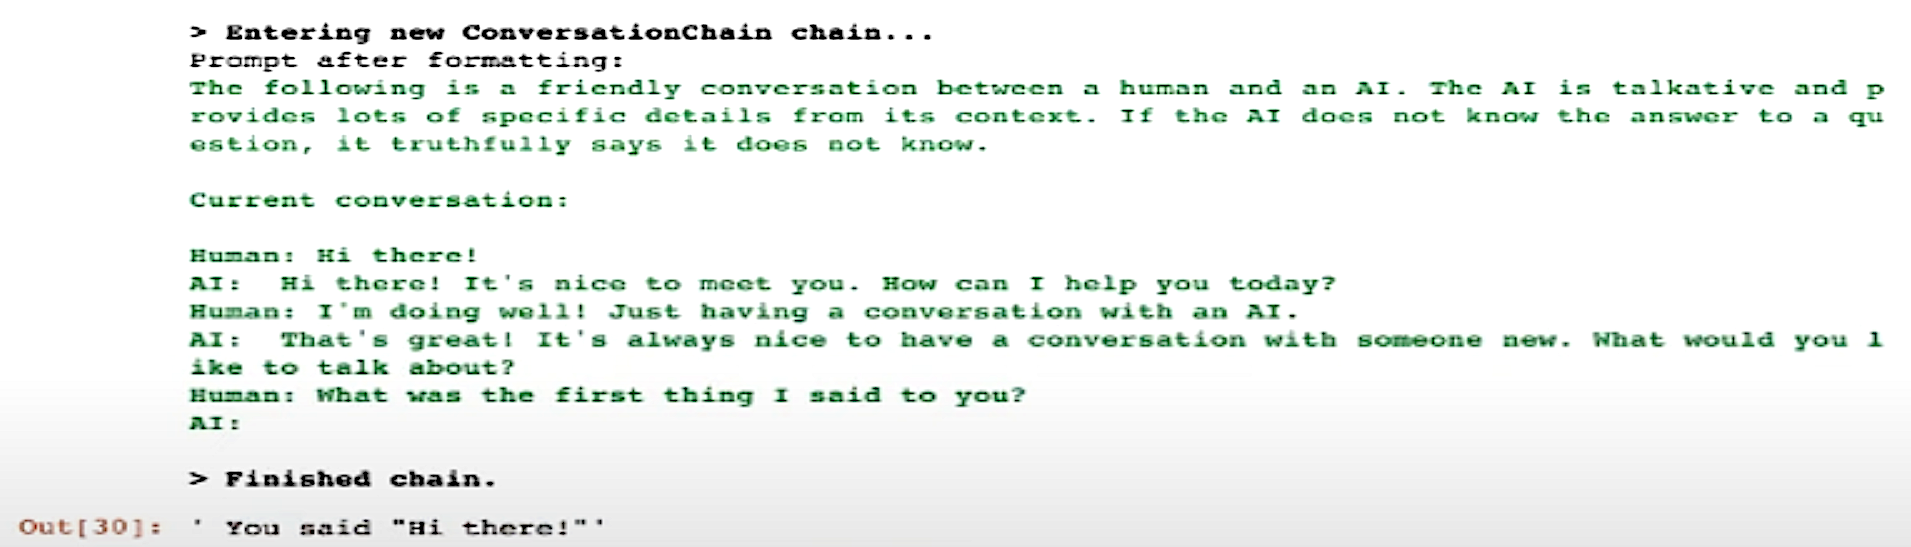 > Entering new ConversationChain chain...
Prompt after formatting:
The following is a friendly conversation between a human and an AI. The AI is talkative and p
rovides lots of specific details from its context. If the AI does not know the answer to a qu
estion, it truthfully says it does not know.
Current conversation:
Human: Hi there!
AI:  Hi there! It's nice to meet you. How can I help you today?
Human: I'm doing well! Just having a conversation with an AI.
AI:  That's great! It's always nice to have a conversation with someone new. What would you l
ike to talk about?
Human: What was the first thing I said to you?
AI:
> Finished chain.
Out[30]: ' You said "Hi there!"'